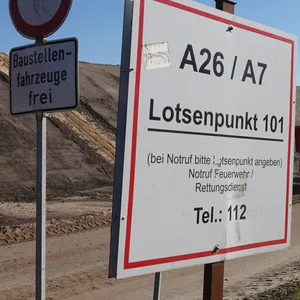 Baustellen-
fahrzeuge
frei
A26 / A7
Lotsenpunkt 101
(bei Notruf bitte Lotsenpunkt angeben)
Notruf Feuerwehr /
Rettungsdienst
Tel.: 112